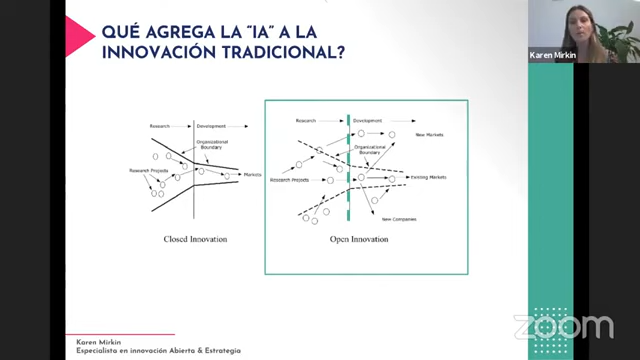 QUÉ AGREGA LA “IA” A LA
INNOVACIÓN TRADICIONAL?
Karen Mirkin
Research
Development
Organizational
Boundary
Research Projects
Markets
Closed Innovation
Research
Development
New Markets
Organizational
Boundary
Research Projects
Existing Markets
New Companies
Open Innovation
Karen Mirkin
Especialista en innovación Abierta & Estrategia
zoom